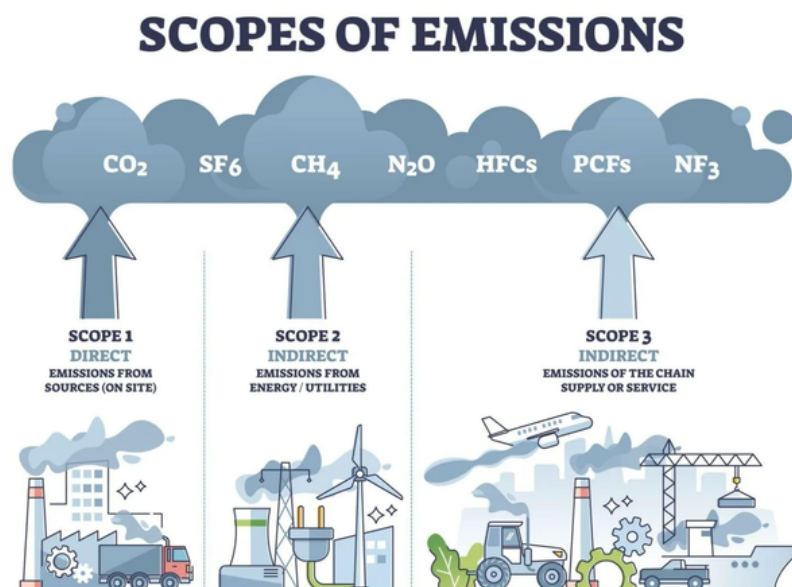 SCOPES OF EMISSIONS
CO₂ SF₆ CH₄ N₂O HFCs PCFs NF₃
SCOPE 1
DIRECT
EMISSIONS FROM
SOURCES (ON SITE)
SCOPE 2
INDIRECT
EMISSIONS FROM
ENERGY / UTILITIES
SCOPE 3
INDIRECT
EMISSIONS OF THE CHAIN
SUPPLY OR SERVICE